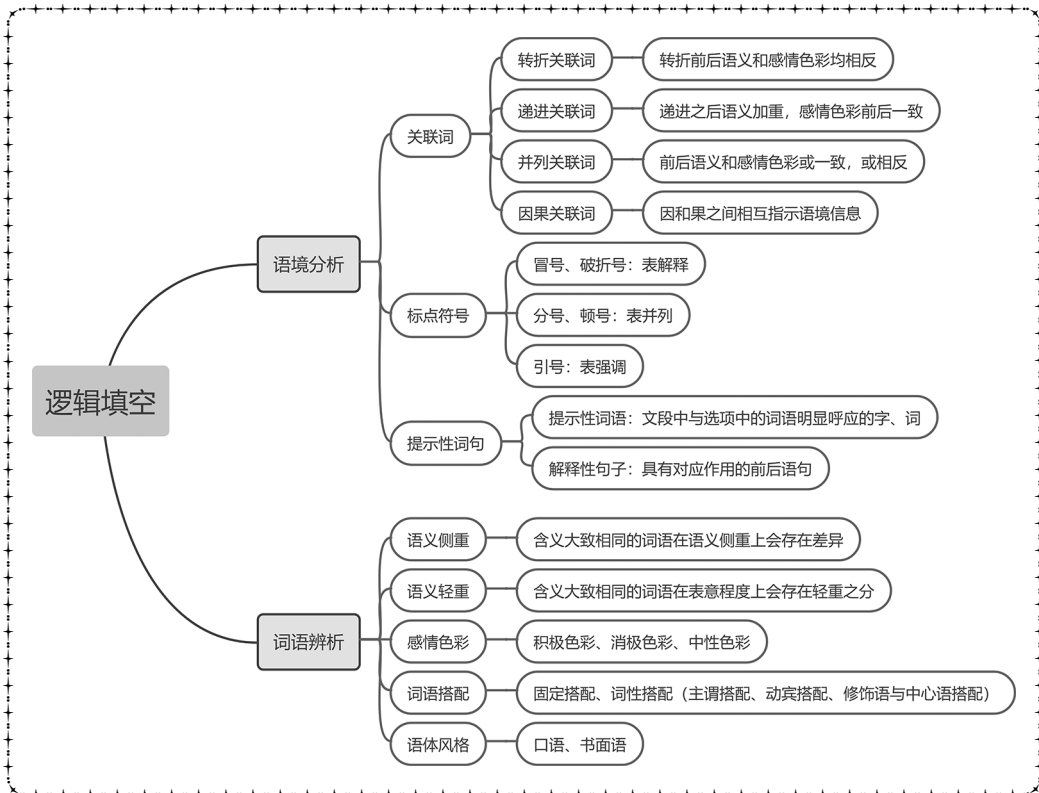 逻辑填空
语境分析
关联词
转折关联词
转折前后语义和感情色彩均相反
递进关联词
递进之后语义加重，感情色彩前后一致
并列关联词
前后语义和感情色彩或一致，或相反
因果关联词
因和果之间相互指示语境信息
标点符号
冒号、破折号：表解释
分号、顿号：表并列
引号：表强调
提示性词句
提示性词语：文段中与选项中的词语明显呼应的字、词
解释性句子：具有对应作用的前后语句
词语辨析
语义侧重
含义大致相同的词语在语义侧重上会存在差异
语义轻重
含义大致相同的词语在表意程度上会存在轻重之分
感情色彩
积极色彩、消极色彩、中性色彩
词语搭配
固定搭配、词性搭配（主谓搭配、动宾搭配、修饰语与中心语搭配）
语体风格
口语、书面语